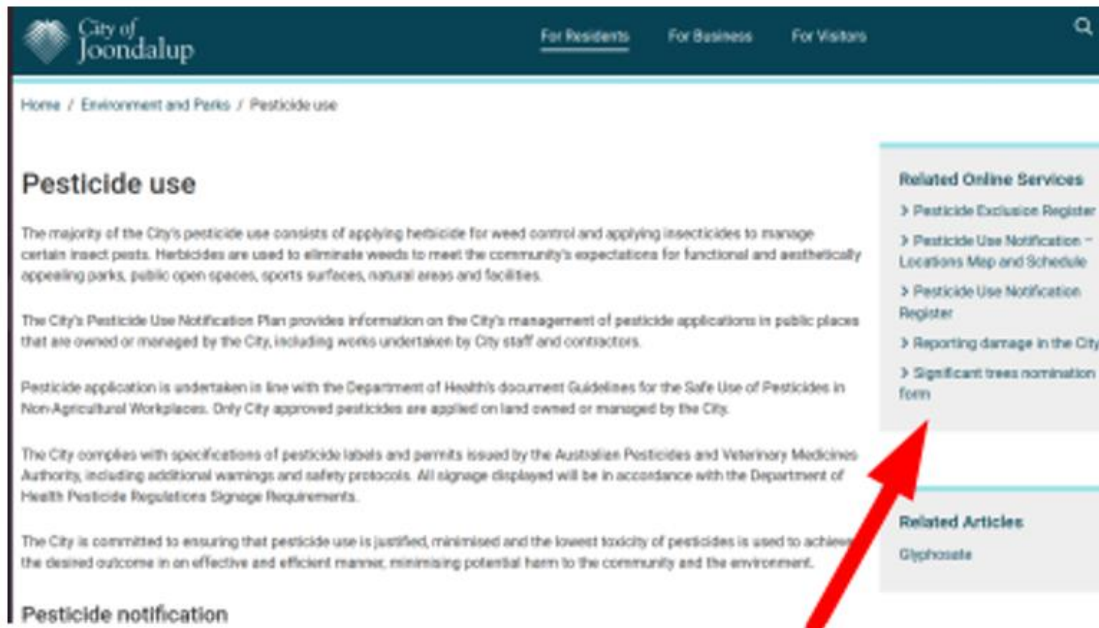 City of
Joondalup
For Residents
For Business
For Visitors
Home / Environment and Parks / Pesticide use
Pesticide use
The majority of the City's pesticide use consists of applying herbicide for weed control and applying insecticides to manage
certain insect pests. Herbicides are used to eliminate weeds to meet the community's expectations for functional and aesthetically
appealing parks, public open spaces, sports surfaces, natural areas and facilities.
The City's Pesticide Use Notification Plan provides information on the City's management of pesticide applications in public places
that are owned or managed by the City, including works undertaken by City staff and contractors.
Pesticide application is undertaken in line with the Department of Health's document Guidelines for the Safe Use of Pesticides in
Non-Agricultural Workplaces. Only City approved pesticides are applied on land owned or managed by the City.
The City complies with specifications of pesticide labels and permits issued by the Australian Pesticides and Veterinary Medicines
Authority, including additional warnings and safety protocols. All signage displayed will be in accordance with the Department of
Health Pesticide Regulations Signage Requirements.
The City is committed to ensuring that pesticide use is justified, minimised and the lowest toxicity of pesticides is used to achieve
the desired outcome in an effective and efficient manner, minimising potential harm to the community and the environment.
Pesticide notification
Related Online Services
> Pesticide Exclusion Register
> Pesticide Use Notification –
Locations Map and Schedule
> Pesticide Use Notification
Register
> Reporting damage in the City
> Significant trees nomination
form
Related Articles
Glyphosate